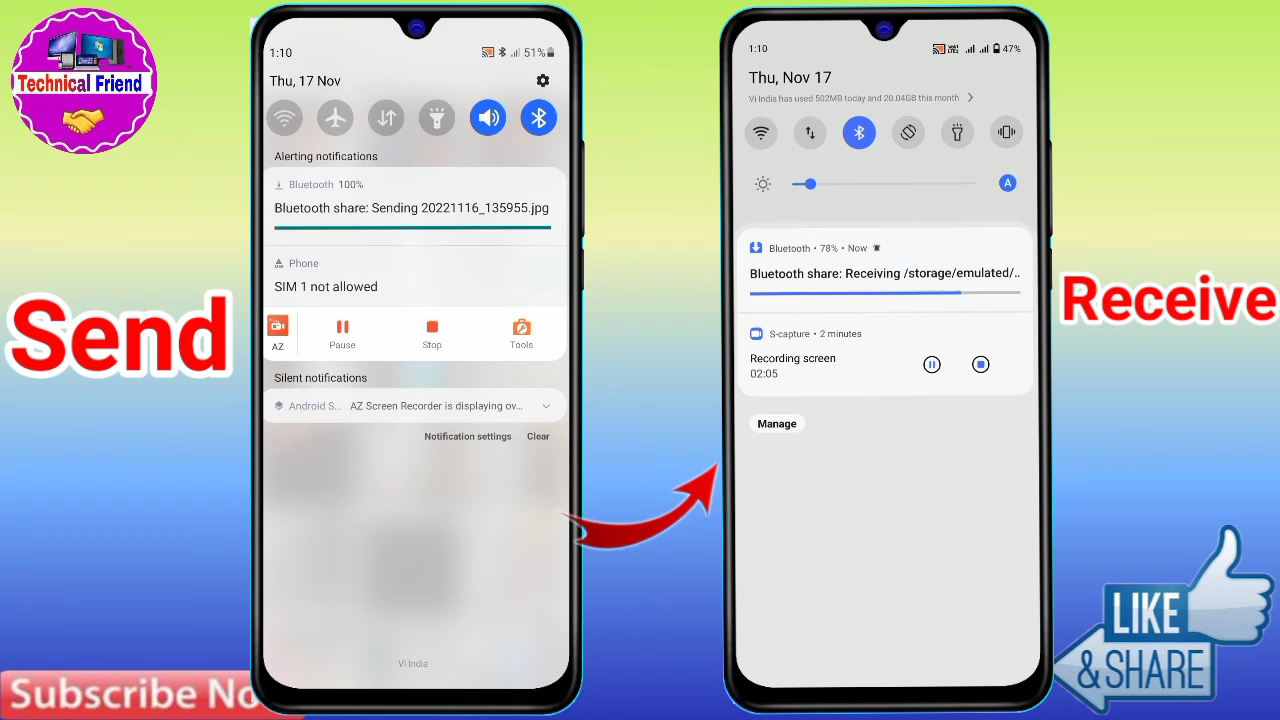 Technical Friend
Send
1:10
51%
Thu, 17 Nov
Alerting notifications
Bluetooth 100%
Bluetooth share: Sending 20221116_135955.jpg
Phone
SIM 1 not allowed
AZ
Pause
Stop
Tools
Silent notifications
Android S... AZ Screen Recorder is displaying ov...
Notification settings Clear
Vi India
Subscribe No
1:10
47%
Thu, Nov 17
Vi India has used 502MB today and 20.04GB this month
A
Bluetooth • 78% • Now
Bluetooth share: Receiving /storage/emulated/..
S-capture • 2 minutes
Recording screen
02:05
Manage
Receive
LIKE
& SHARE